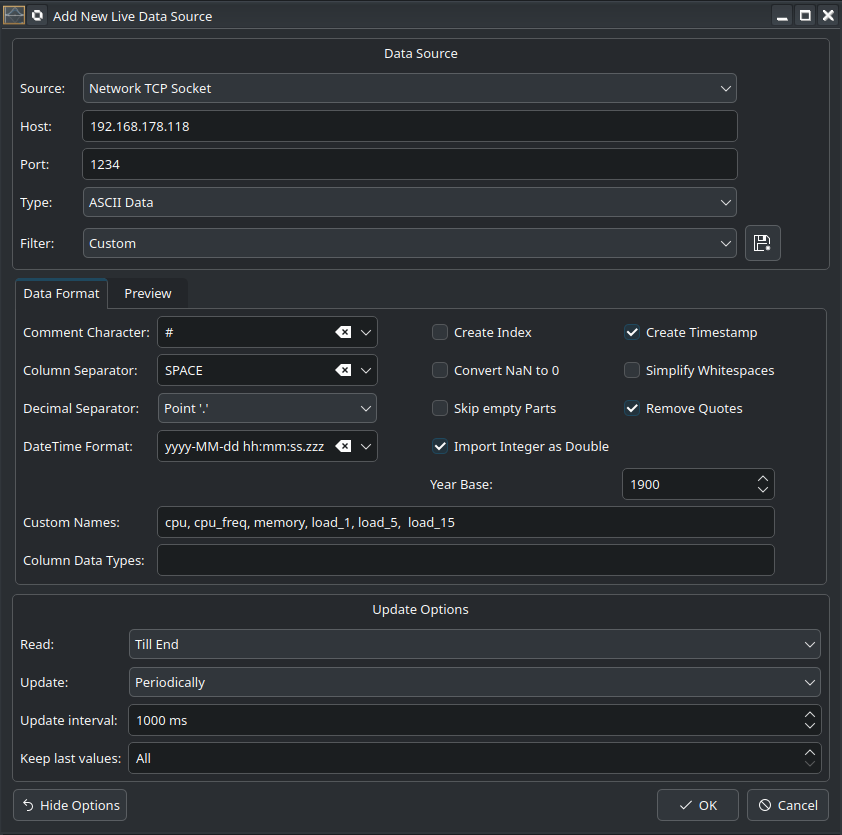 Add New Live Data Source
Data Source
Source: Network TCP Socket
Host: 192.168.178.118
Port: 1234
Type: ASCII Data
Filter: Custom
Data Format Preview
Comment Character: # Create Index Create Timestamp
Column Separator: SPACE Convert NaN to 0 Simplify Whitespaces
Decimal Separator: Point '.' Skip empty Parts Remove Quotes
DateTime Format: yyyy-MM-dd hh:mm:ss.zzz Import Integer as Double
Year Base: 1900
Custom Names: cpu, cpu_freq, memory, load_1, load_5,  load_15
Column Data Types:
Update Options
Read: Till End
Update: Periodically
Update interval: 1000 ms
Keep last values: All
Hide Options OK Cancel